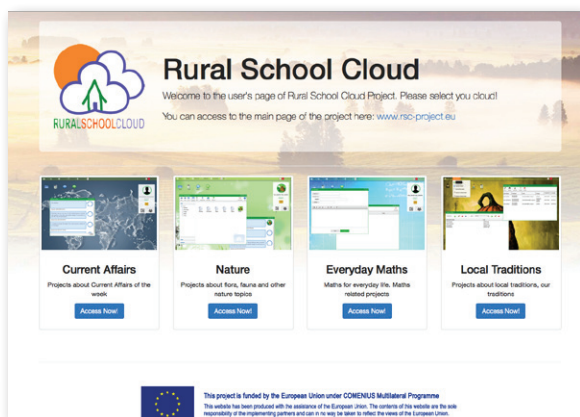 Rural School Cloud
Welcome to the user's page of Rural School Cloud Project. Please select you cloud!
You can access to the main page of the project here: www.rsc-project.eu
RURALSCHOOLCLOUD
Current Affairs
Projects about Current Affairs of the
week
Access Now!
Nature
Projects about flora, fauna and other
nature topics
Access Now!
Everyday Maths
Maths for everyday life. Maths
related projects
Access Now!
Local Traditions
Projects about local traditions, our
traditions
Access Now!
This project is funded by the European Union under COMENIUS Multilateral Programme
This website has been produced with the assistance of the European Union. The contents of this website are the sole
responsibility of the implementing partners and can in no way be taken to reflect the views of the European Union.